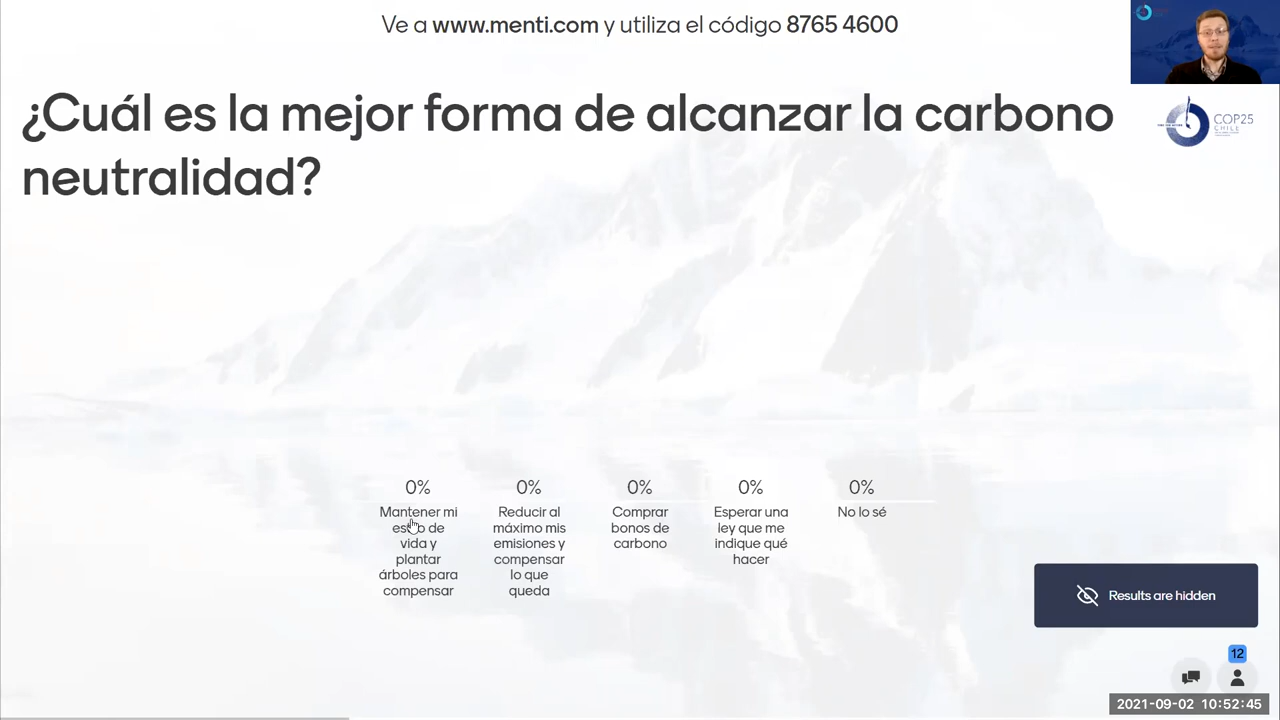 Ve a www.menti.com y utiliza el código 8765 4600
¿Cuál es la mejor forma de alcanzar la carbono
neutralidad?
COP25
CHILE
0%
Mantener mi
estilo de
vida y
plantar
árboles para
compensar
0%
Reducir al
máximo mis
emisiones y
compensar
lo que
queda
0%
Comprar
bonos de
carbono
0%
Esperar una
ley que me
indique qué
hacer
0%
No lo sé
Results are hidden
12
2021-09-02 10:52:45